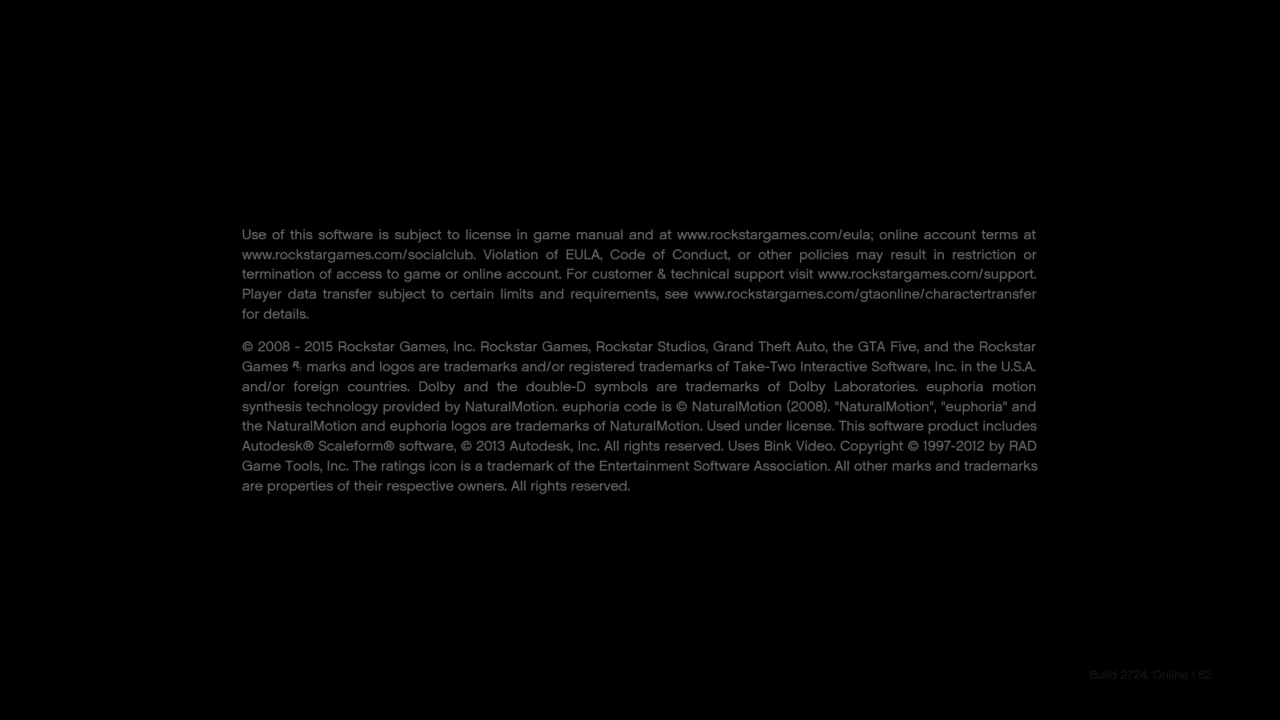 Use of this software is subject to license in game manual and at www.rockstargames.com/eula; online account terms at
www.rockstargames.com/socialclub. Violation of EULA, Code of Conduct, or other policies may result in restriction or
termination of access to game or online account. For customer & technical support visit www.rockstargames.com/support.
Player data transfer subject to certain limits and requirements, see www.rockstargames.com/gtaonline/charactertransfer
for details.
© 2008 - 2015 Rockstar Games, Inc. Rockstar Games, Rockstar Studios, Grand Theft Auto, the GTA Five, and the Rockstar
Games R* marks and logos are trademarks and/or registered trademarks of Take-Two Interactive Software, Inc. in the U.S.A.
and/or foreign countries. Dolby and the double-D symbols are trademarks of Dolby Laboratories. euphoria motion
synthesis technology provided by NaturalMotion. euphoria code is © NaturalMotion (2008). "NaturalMotion", "euphoria" and
the NaturalMotion and euphoria logos are trademarks of NaturalMotion. Used under license. This software product includes
Autodesk® Scaleform® software, © 2013 Autodesk, Inc. All rights reserved. Uses Bink Video. Copyright © 1997-2012 by RAD
Game Tools, Inc. The ratings icon is a trademark of the Entertainment Software Association. All other marks and trademarks
are properties of their respective owners. All rights reserved.
Build 2724. Online 1.62.